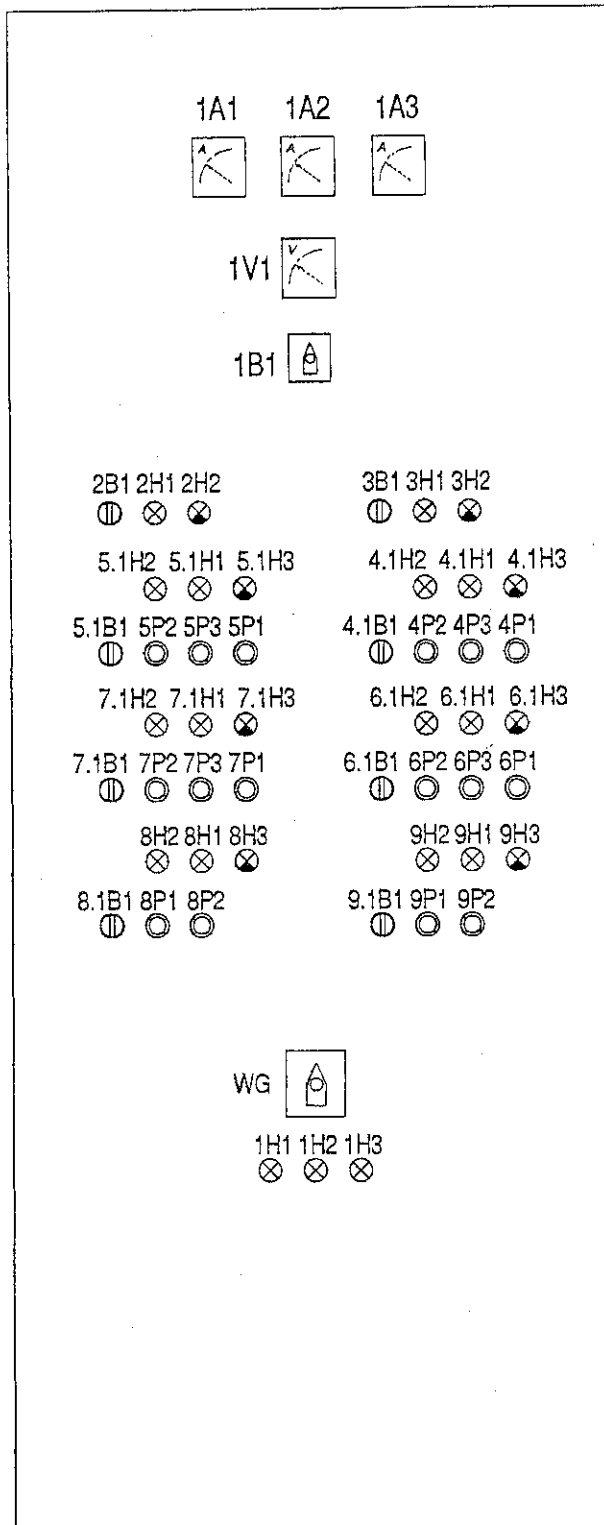 1A1 1A2 1A3
A A A
1V1 V
1B1
2B1 2H1 2H2 3B1 3H1 3H2
5.1H2 5.1H1 5.1H3 4.1H2 4.1H1 4.1H3
5.1B1 5P2 5P3 5P1 4.1B1 4P2 4P3 4P1
7.1H2 7.1H1 7.1H3 6.1H2 6.1H1 6.1H3
7.1B1 7P2 7P3 7P1 6.1B1 6P2 6P3 6P1
8H2 8H1 8H3 9H2 9H1 9H3
8.1B1 8P1 8P2 9.1B1 9P1 9P2
WG
1H1 1H2 1H3